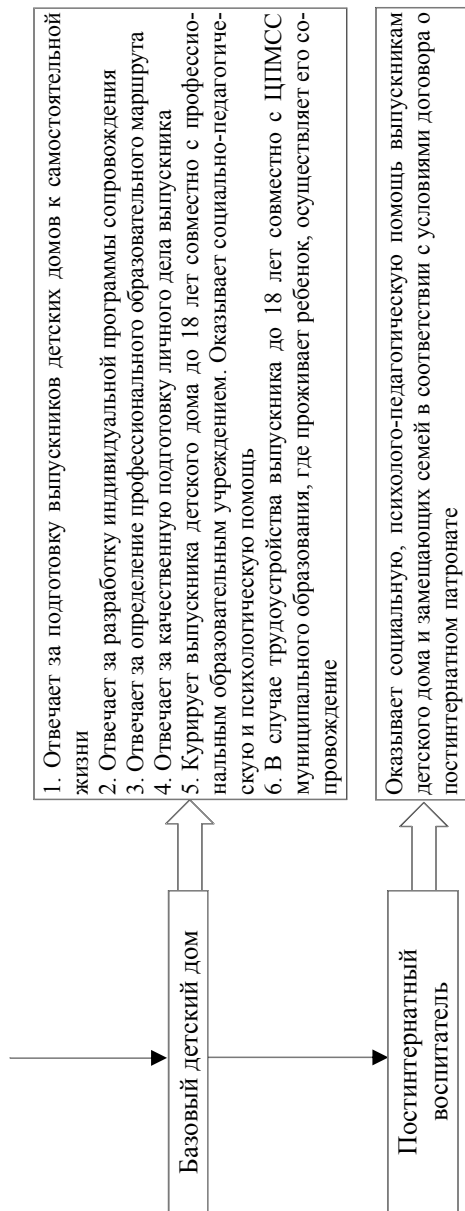 Базовый детский дом
1. Отвечает за подготовку выпускников детских домов к самостоятельной
жизни
2. Отвечает за разработку индивидуальной программы сопровождения
3. Отвечает за определение профессионального образовательного маршрута
4. Отвечает за качественную подготовку личного дела выпускника
5. Курирует выпускника детского дома до 18 лет совместно с профессио-
нальным образовательным учреждением. Оказывает социально-педагогиче-
скую и психологическую помощь
6. В случае трудоустройства выпускника до 18 лет совместно с ЦПМСС
муниципального образования, где проживает ребенок, осуществляет его со-
провождение
Постинтернатный
воспитатель
Оказывает социальную, психолого-педагогическую помощь выпускникам
детского дома и замещающих семей в соответствии с условиями договора о
постинтернатном патронате